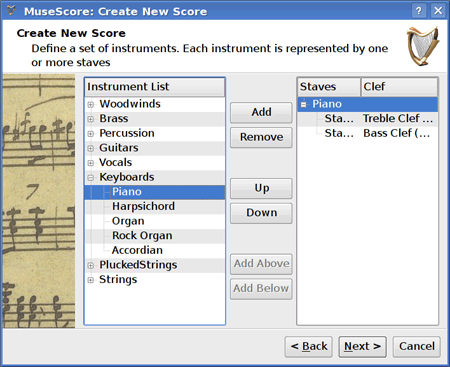 MuseScore: Create New Score
Create New Score
Define a set of instruments. Each instrument is represented by one
or more staves
Instrument List
Woodwinds
Brass
Percussion
Guitars
Vocals
Keyboards
Piano
Harpsichord
Organ
Rock Organ
Accordian
PluckedStrings
Strings
Add
Remove
Up
Down
Add Above
Add Below
Staves Clef
Piano
Sta... Treble Clef ...
Sta... Bass Clef (...
< Back
Next >
Cancel